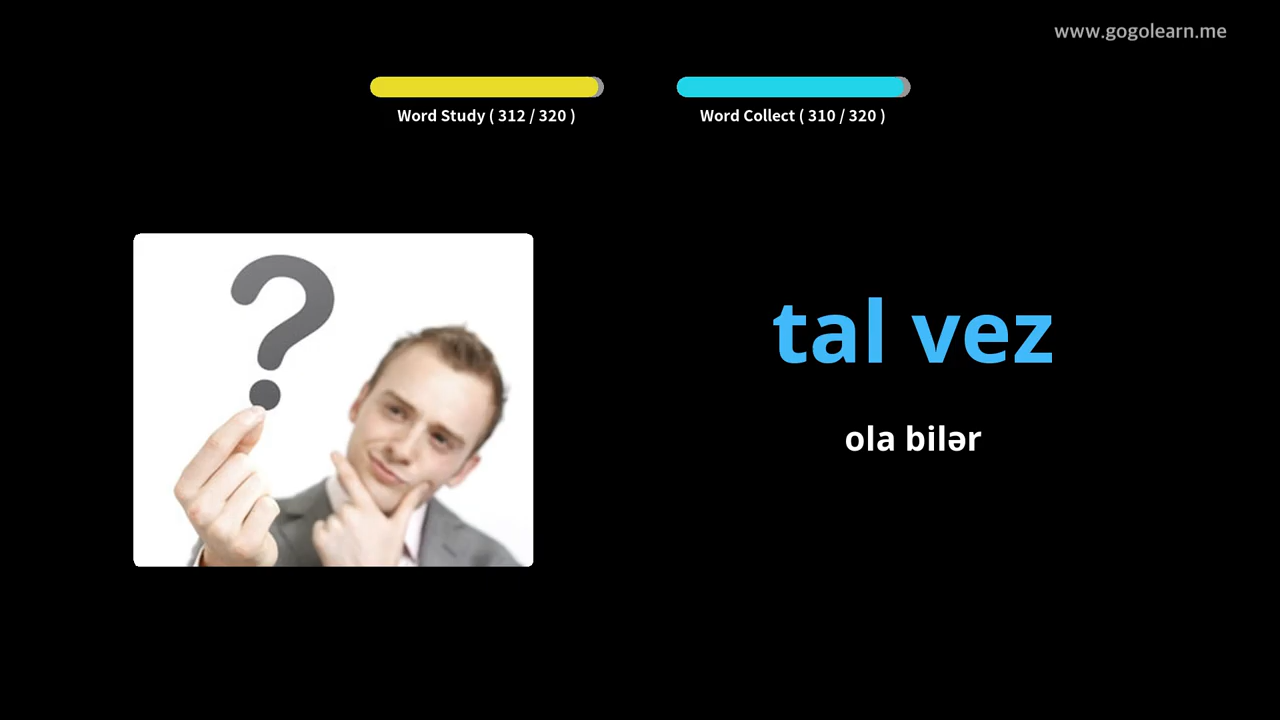 www.gogolearn.me
Word Study ( 312 / 320 )
Word Collect ( 310 / 320 )
?
tal vez
ola bilər